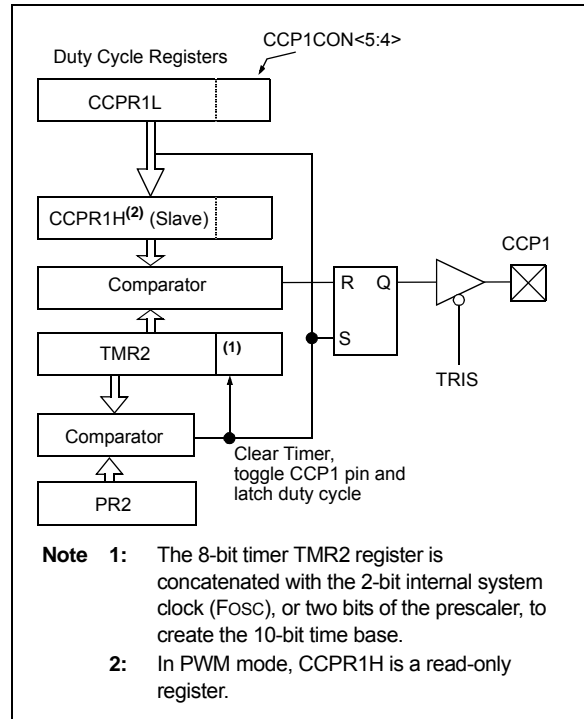 CCP1CON<5:4>
Duty Cycle Registers
CCPR1L
CCPR1H(2) (Slave)
CCP1
Comparator
R Q
TMR2
(1)
S
TRIS
Comparator
Clear Timer,
toggle CCP1 pin and
latch duty cycle
PR2
Note 1: The 8-bit timer TMR2 register is
concatenated with the 2-bit internal system
clock (FOSC), or two bits of the prescaler, to
create the 10-bit time base.
2: In PWM mode, CCPR1H is a read-only
register.